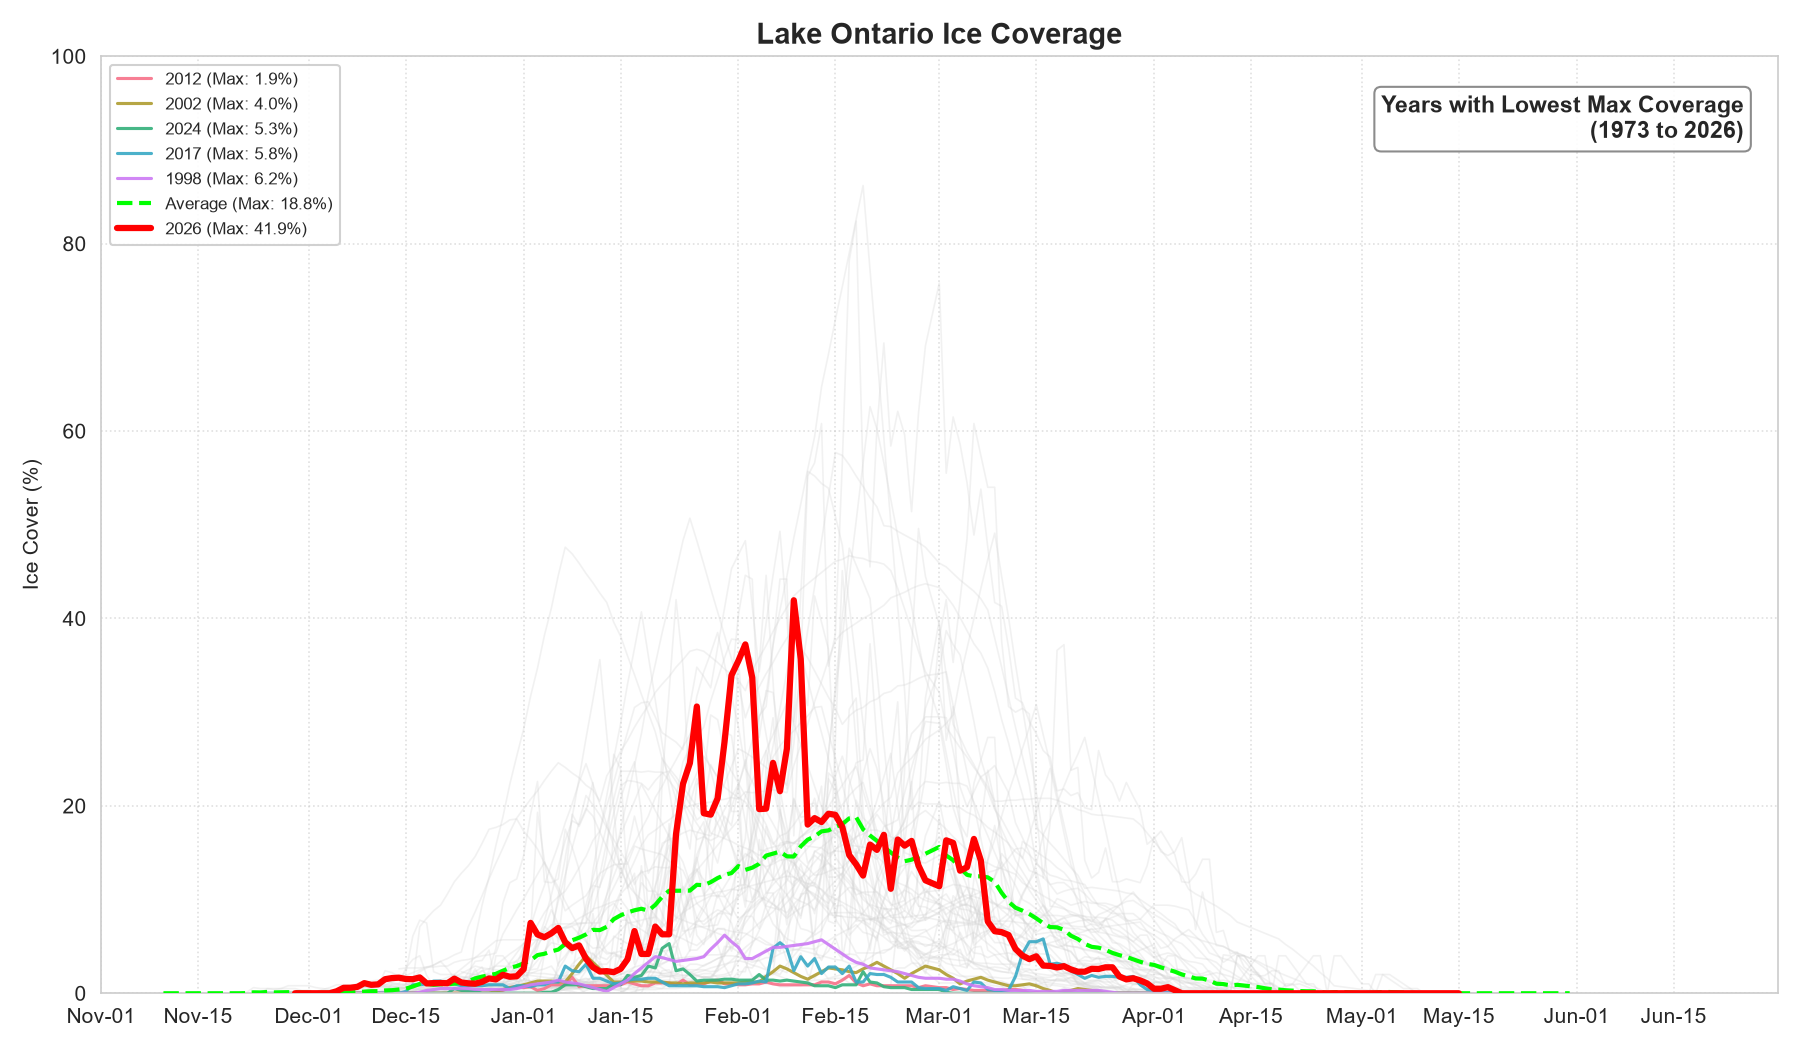 Lake Ontario Ice Coverage
100
80
60
40
20
0
Ice Cover (%)
2012 (Max: 1.9%)
2002 (Max: 4.0%)
2024 (Max: 5.3%)
2017 (Max: 5.8%)
1998 (Max: 6.2%)
Average (Max: 18.8%)
2026 (Max: 41.9%)
Years with Lowest Max Coverage
(1973 to 2026)
Nov-01 Nov-15 Dec-01 Dec-15 Jan-01 Jan-15 Feb-01 Feb-15 Mar-01 Mar-15 Apr-01 Apr-15 May-01 May-15 Jun-01 Jun-15